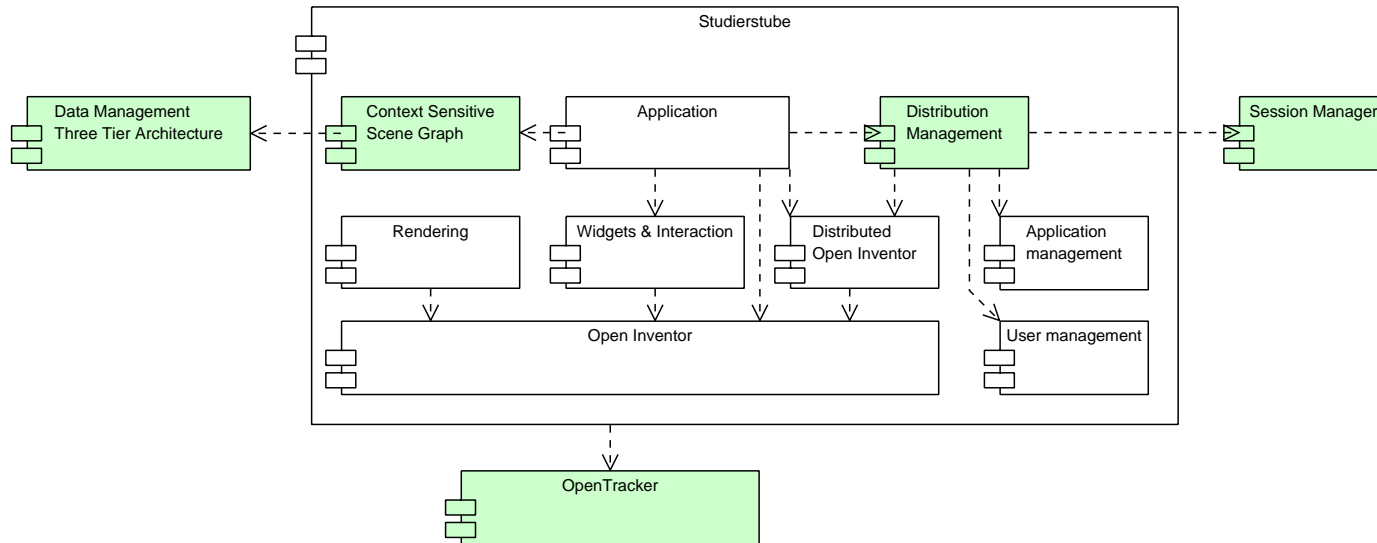 Studierstube
Data Management
Three Tier Architecture
Context Sensitive
Scene Graph
Application
Distribution
Management
Session Manager
Rendering
Widgets & Interaction
Distributed
Open Inventor
Application
management
Open Inventor
User management
OpenTracker